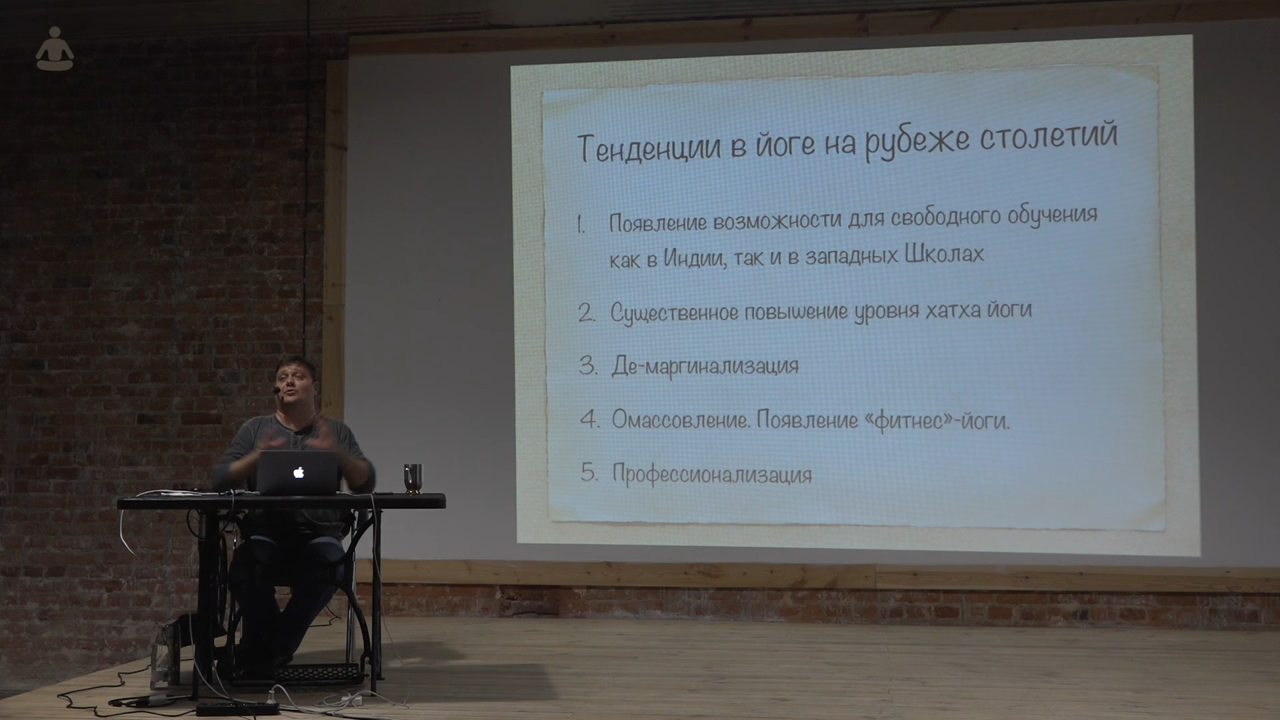 Тенденции в йоге на рубеже столетий
1. Появление возможности для свободного обучения
как в Индии, так и в западных Школах
2. Существенное повышение уровня хатха йоги
3. Де-маргинализация
4. Омассовление. Появление «фитнес»-йоги.
5. Профессионализация